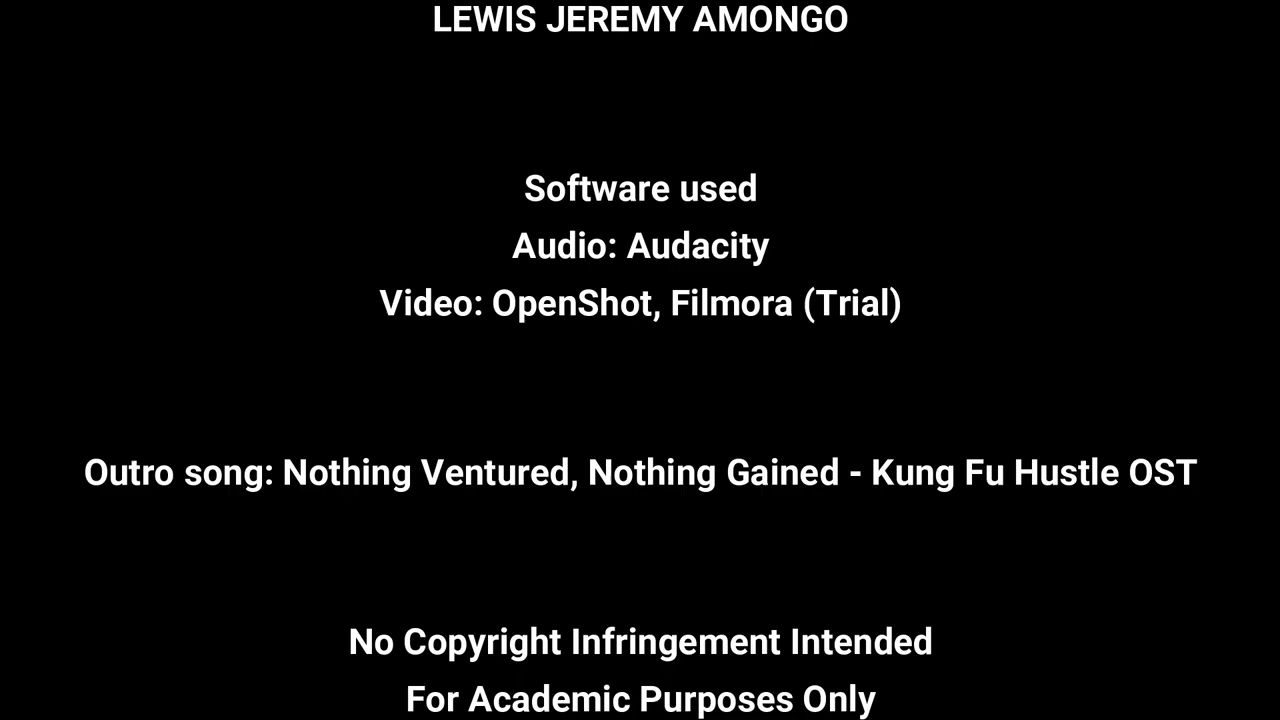 LEWIS JEREMY AMONGO
Software used
Audio: Audacity
Video: OpenShot, Filmora (Trial)
Outro song: Nothing Ventured, Nothing Gained - Kung Fu Hustle OST
No Copyright Infringement Intended
For Academic Purposes Only